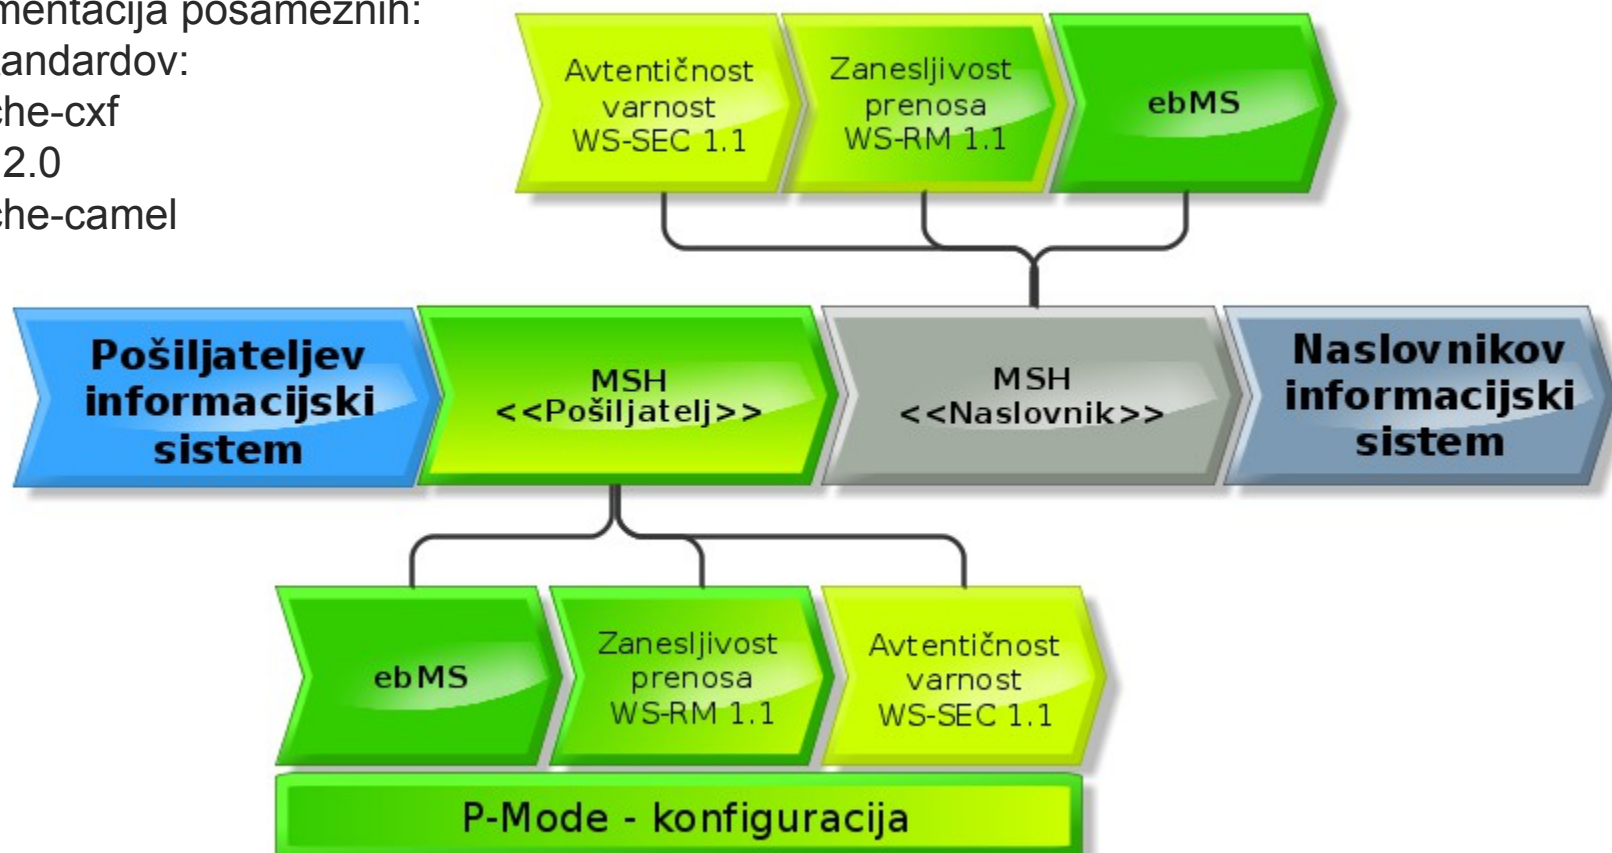 mentacija posameznih:
tandardov:
che-cxf
2.0
che-camel
Avtentičnost
varnost
WS-SEC 1.1
Zanesljivost
prenosa
WS-RM 1.1
ebMS
Pošiljateljev
informacijski
sistem
MSH
<<Pošiljatelj>>
MSH
<<Naslovnik>>
Naslovnikov
informacijski
sistem
ebMS
Zanesljivost
prenosa
WS-RM 1.1
Avtentičnost
varnost
WS-SEC 1.1
P-Mode - konfiguracija